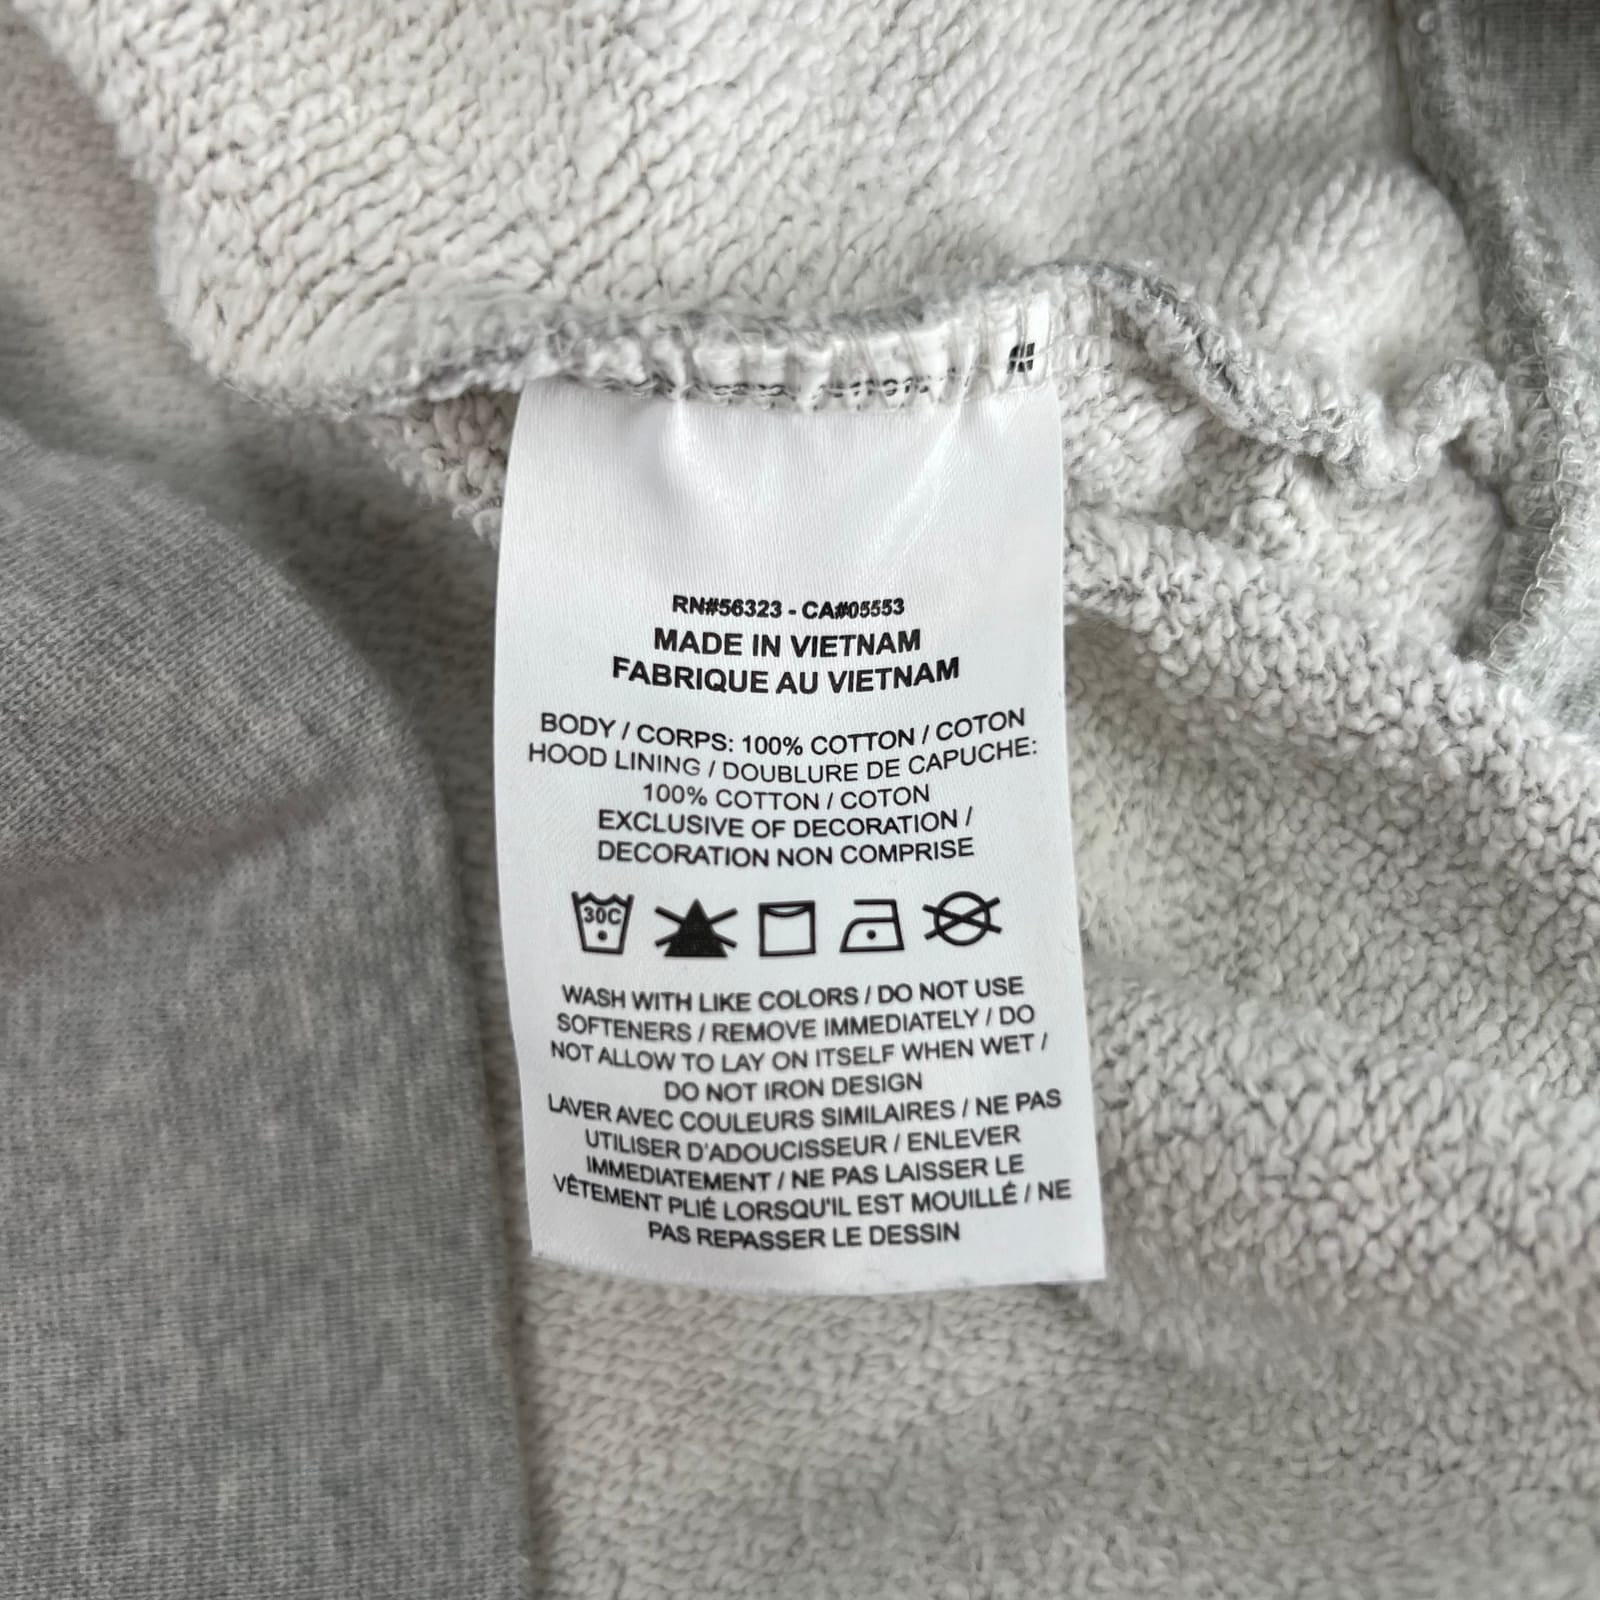 RN#56323 - CA#05553
MADE IN VIETNAM
FABRIQUE AU VIETNAM
BODY / CORPS: 100% COTTON / COTON
HOOD LINING / DOUBLURE DE CAPUCHE:
100% COTTON / COTON
EXCLUSIVE OF DECORATION /
DECORATION NON COMPRISE
30C
WASH WITH LIKE COLORS / DO NOT USE
SOFTENERS / REMOVE IMMEDIATELY / DO
NOT ALLOW TO LAY ON ITSELF WHEN WET /
DO NOT IRON DESIGN
LAVER AVEC COULEURS SIMILAIRES / NE PAS
UTILISER D'ADOUCISSEUR / ENLEVER
IMMEDIATEMENT / NE PAS LAISSER LE
VÊTEMENT PLIÉ LORSQU'IL EST MOUILLÉ / NE
PAS REPASSER LE DESSIN